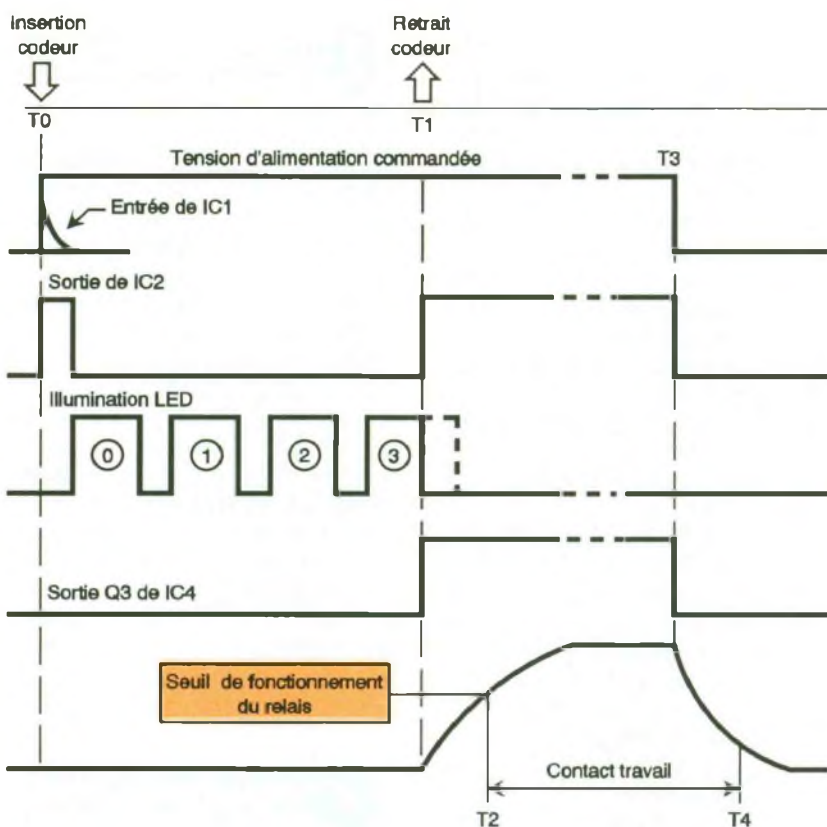 Insertion
codeur
Retrait
codeur
T0
T1
Tension d'alimentation commandée
T3
Entrée de IC1
Sortie de IC2
Illumination LED
0
1
2
3
Sortie Q3 de IC4
Seuil de fonctionnement
du relais
Contact travail
T2
T4